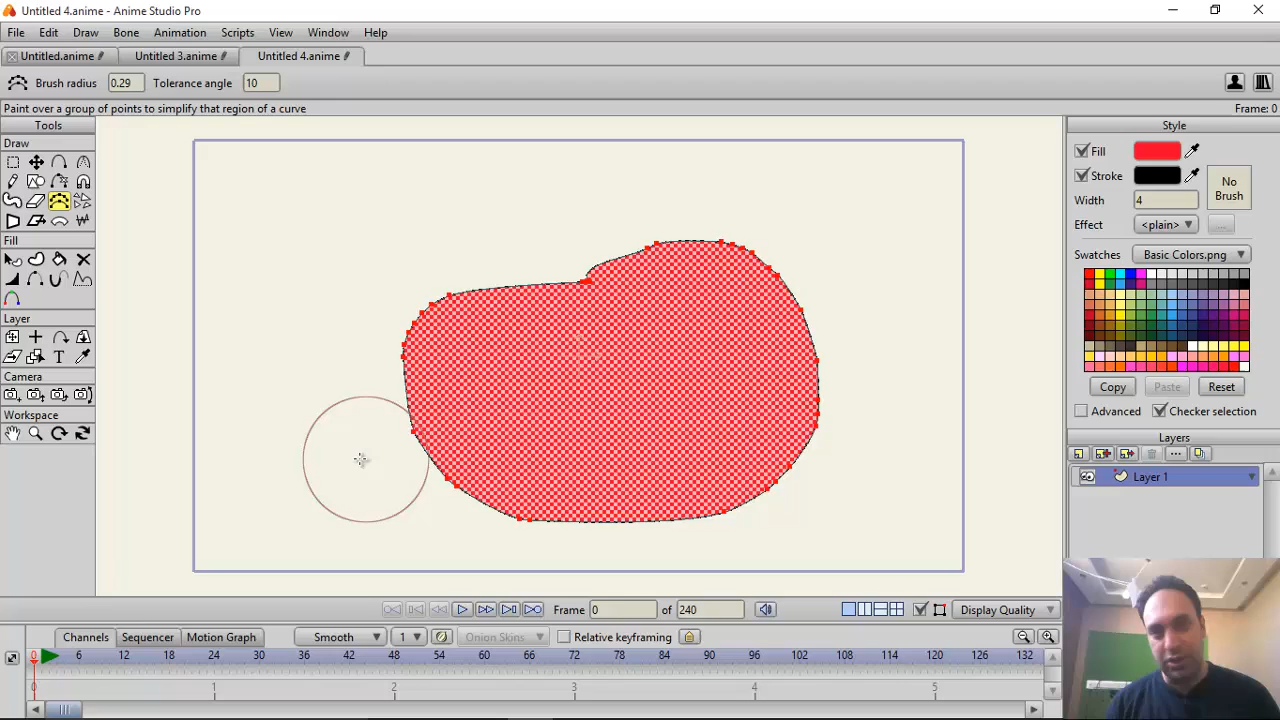 Untitled 4.anime - Anime Studio Pro
File Edit Draw Bone Animation Scripts View Window Help
Untitled.anime Untitled 3.anime Untitled 4.anime
Brush radius 0.29 Tolerance angle 10
Paint over a group of points to simplify that region of a curve Frame: 0
Tools
Draw
Fill
Layer
T
Camera
Workspace
Style
Fill
Stroke
Width 4
No Brush
Effect <plain> ...
Swatches Basic Colors.png
Copy Paste Reset
Advanced Checker selection
Layers
Layer 1
Frame 0 of 240 Display Quality
Channels Sequencer Motion Graph Smooth 1 Onion Skins Relative keyframing
0 6 12 18 24 30 36 42 48 54 60 66 72 78 84 90 96 102 108 114 120 126 132
0 1 2 3 4 5